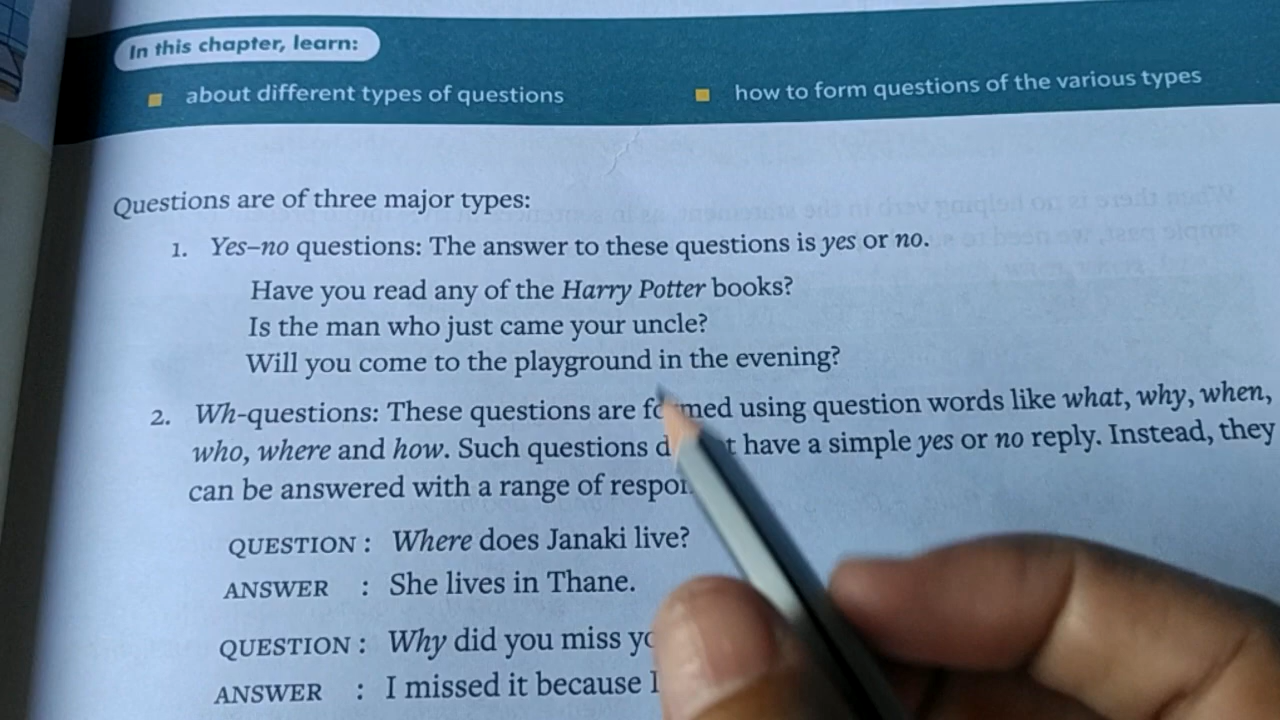 In this chapter, learn:
about different types of questions
how to form questions of the various types
Questions are of three major types:
1. Yes–no questions: The answer to these questions is yes or no.
Have you read any of the Harry Potter books?
Is the man who just came your uncle?
Will you come to the playground in the evening?
2. Wh-questions: These questions are formed using question words like what, why, when,
who, where and how. Such questions have a simple yes or no reply. Instead, they
can be answered with a range of
QUESTION : Where does Janaki live?
ANSWER : She lives in Thane.
QUESTION : Why did you miss
ANSWER : I missed it because I